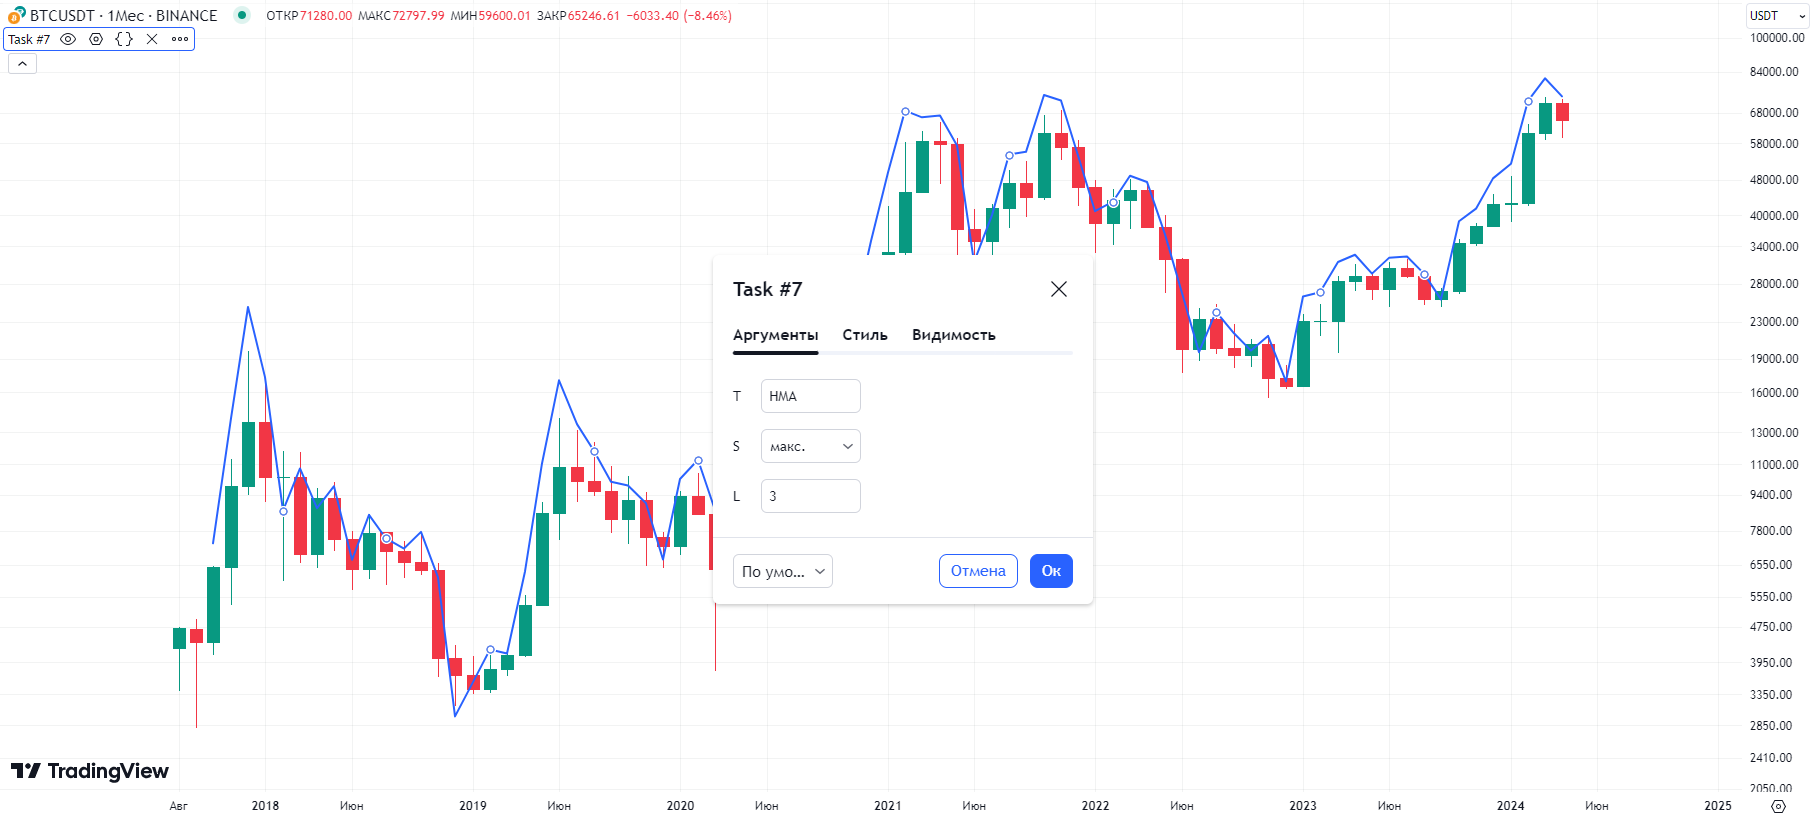 BTCUSDT · 1Мес · BINANCE ОТКР71280.00 МАКС72797.99 МИН59600.01 ЗАКР65246.61 −6033.40 (−8.46%)
USDT
Task #7
100000.00
84000.00
68000.00
58000.00
48000.00
40000.00
34000.00
28000.00
23000.00
19000.00
16000.00
13000.00
11000.00
9400.00
7800.00
6550.00
5550.00
4750.00
3950.00
3350.00
2850.00
2410.00
2050.00
Task #7
Аргументы Стиль Видимость
T HMA
S макс.
L 3
По умо... Отмена Ок
TradingView
Авг 2018 Июн 2019 Июн 2020 Июн 2021 Июн 2022 Июн 2023 Июн 2024 Июн 2025